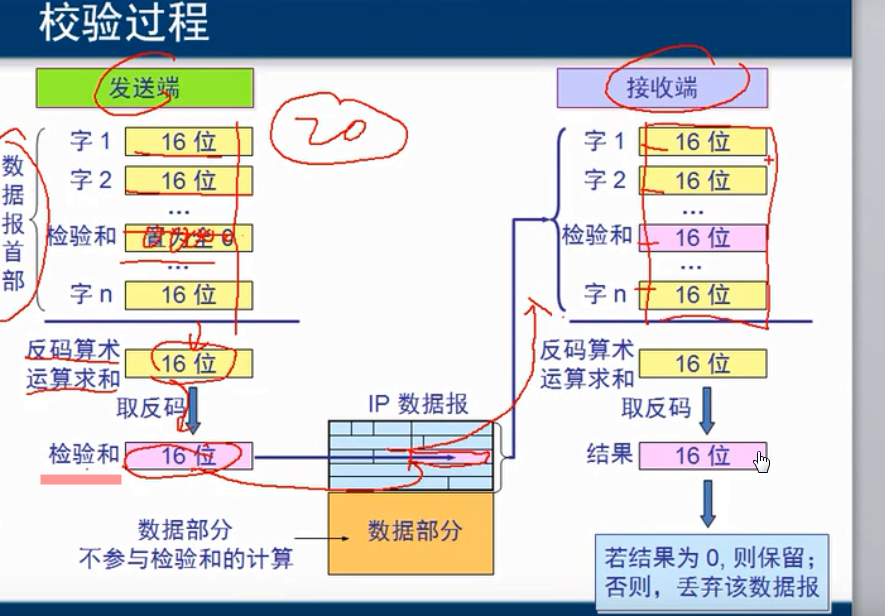 校验过程
发送端
20
接收端
数据报首部
字 1
16 位
字 2
16 位
...
检验和
置为全 0
...
字 n
16 位
反码算术
运算求和
16 位
取反码
检验和
16 位
数据部分
不参与检验和的计算
IP 数据报
数据部分
字 1
16 位
字 2
16 位
...
检验和
16 位
...
字 n
16 位
反码算术
运算求和
16 位
取反码
结果
16 位
若结果为 0, 则保留；
否则，丢弃该数据报